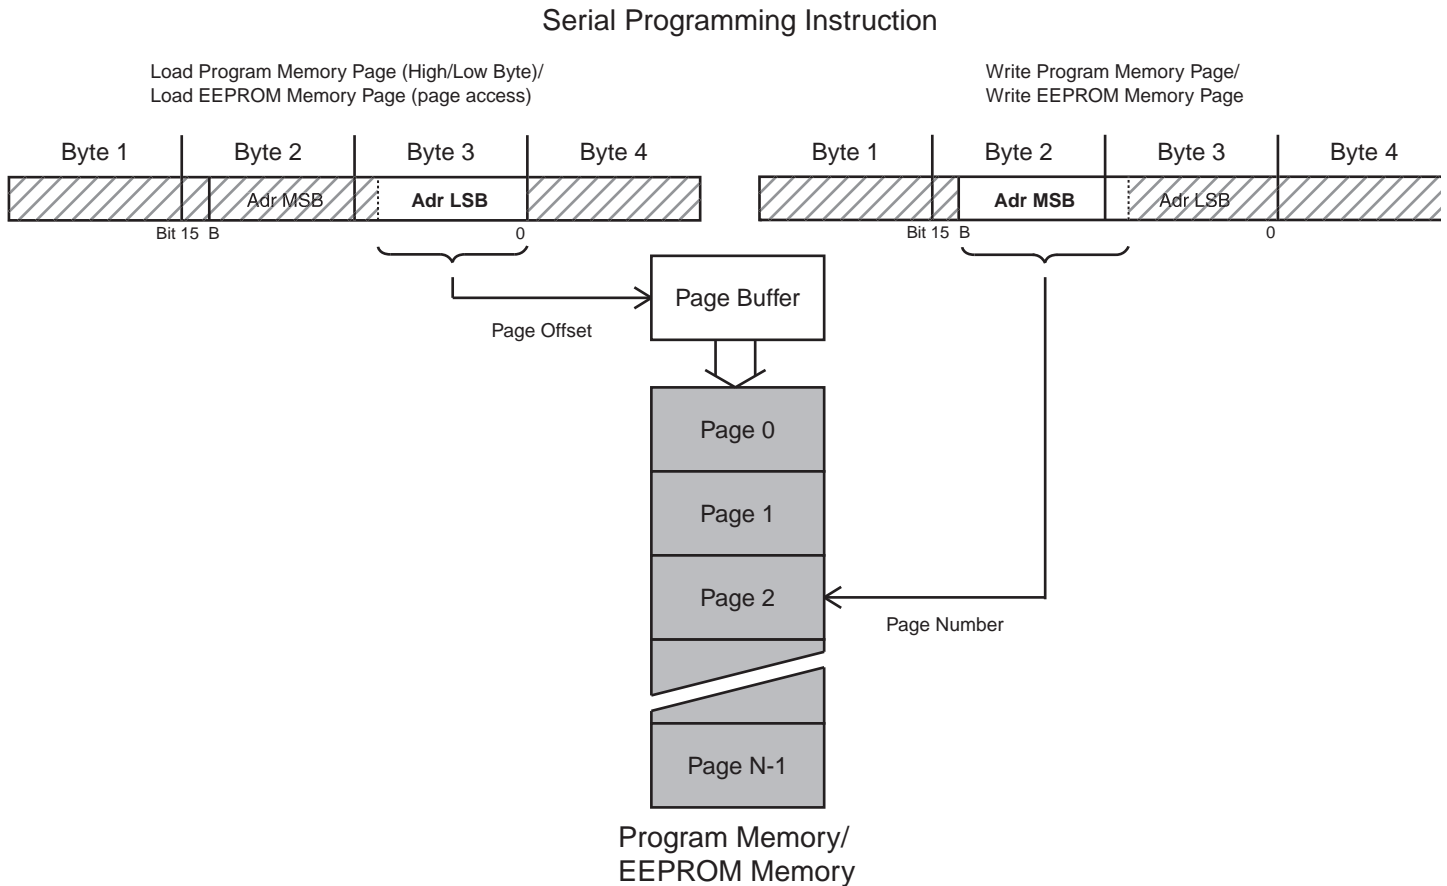 Serial Programming Instruction
Load Program Memory Page (High/Low Byte)/
Load EEPROM Memory Page (page access)
Write Program Memory Page/
Write EEPROM Memory Page
Byte 1 Byte 2 Byte 3 Byte 4
Adr MSB Adr LSB
Bit 15 B 0
Byte 1 Byte 2 Byte 3 Byte 4
Adr MSB Adr LSB
Bit 15 B 0
Page Offset
Page Buffer
Page 0
Page 1
Page 2
Page Number
Page N-1
Program Memory/
EEPROM Memory